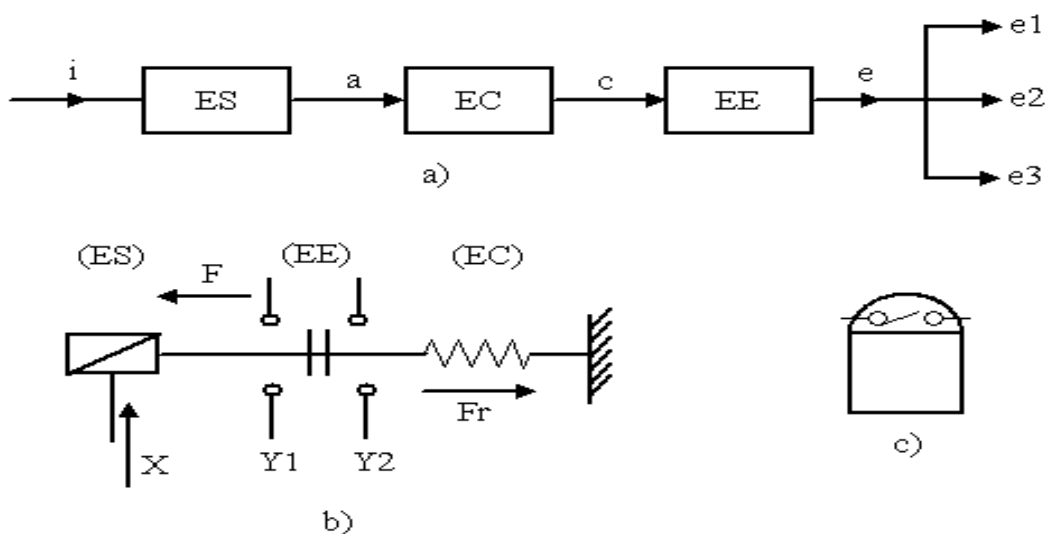 e1
i ES a EC c EE e e2
a) e3
(ES) (EE) (EC)
F
Fr
X Y1 Y2 c)
b)